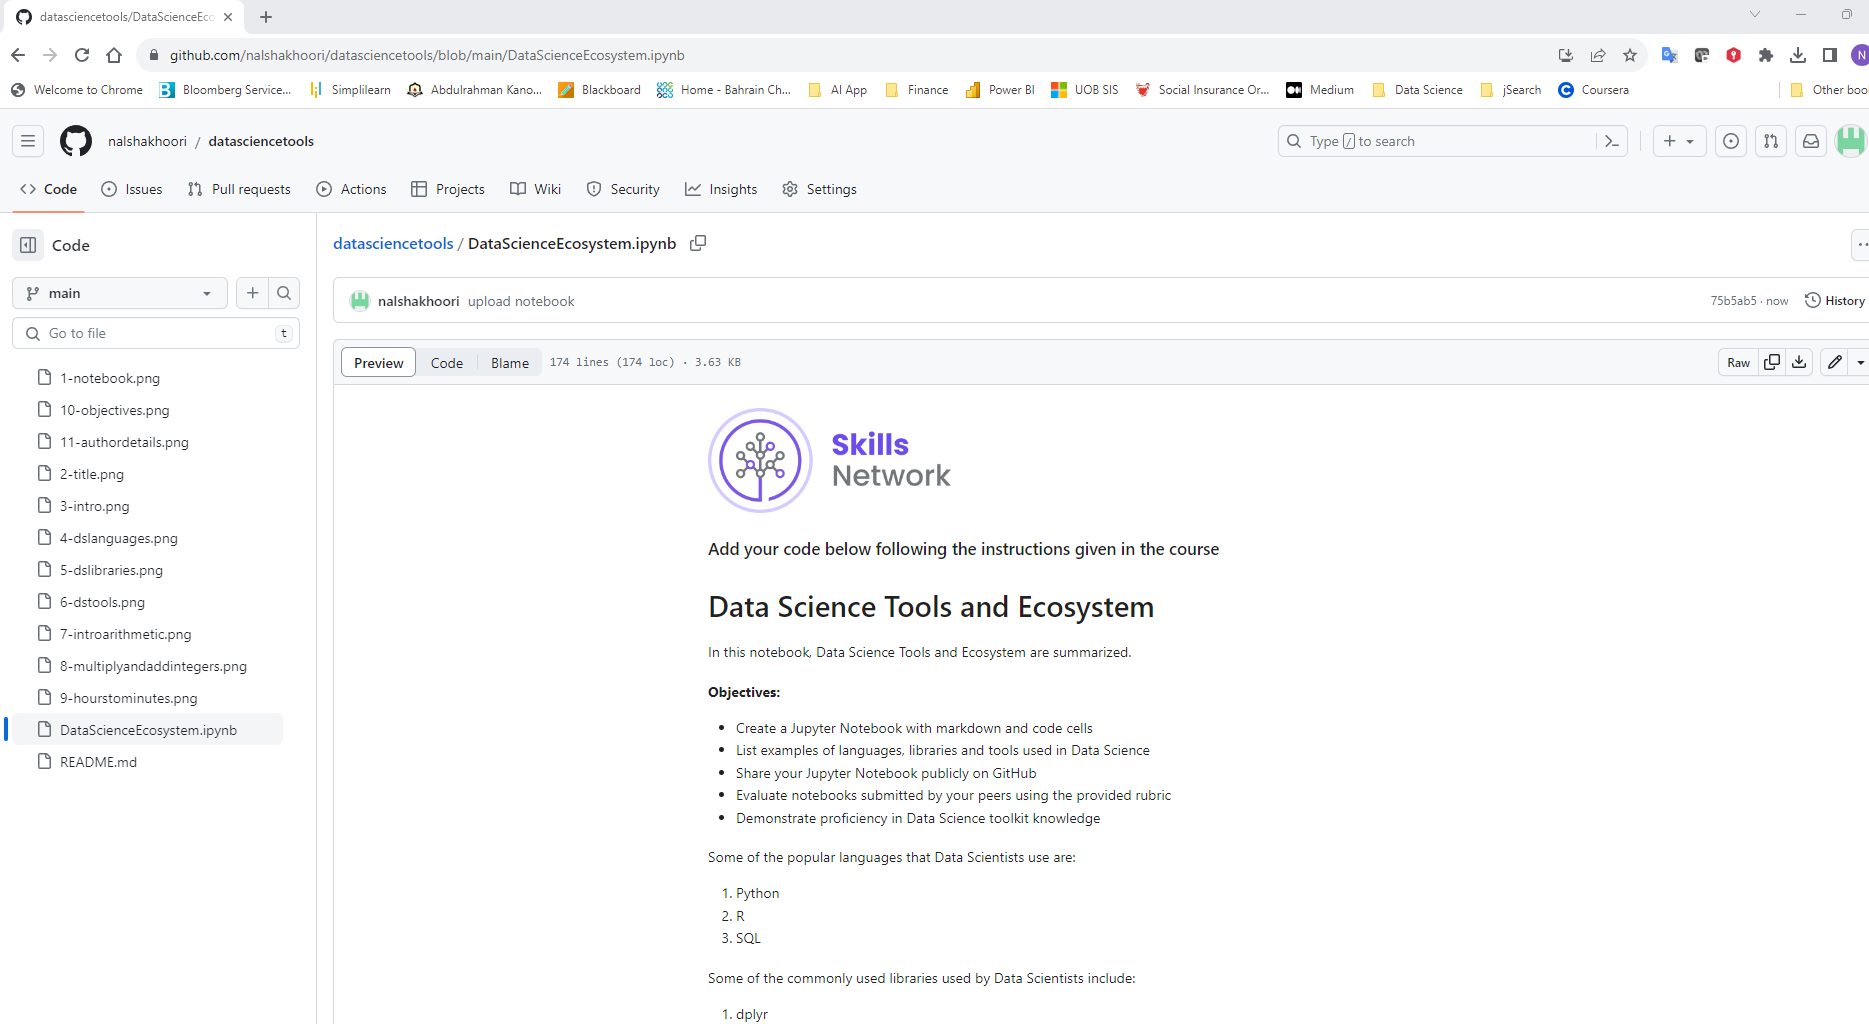 datasciencetools/DataScienceEco
github.com/nalshakhoori/datasciencetools/blob/main/DataScienceEcosystem.ipynb
N
Welcome to Chrome Bloomberg Service... Simplilearn Abdulrahman Kano... Blackboard Home - Bahrain Ch... AI App Finance Power BI UOB SIS Social Insurance Or... Medium Data Science jSearch Coursera Other boo
nalshakhoori / datasciencetools
Type / to search
Code Issues Pull requests Actions Projects Wiki Security Insights Settings
Code
main
Go to file t
1-notebook.png
10-objectives.png
11-authordetails.png
2-title.png
3-intro.png
4-dslanguages.png
5-dslibraries.png
6-dstools.png
7-introarithmetic.png
8-multiplyandaddintegers.png
9-hourstominutes.png
DataScienceEcosystem.ipynb
README.md
datasciencetools / DataScienceEcosystem.ipynb
nalshakhoori upload notebook 75b5ab5 · now History
Preview Code Blame 174 lines (174 loc) · 3.63 KB Raw
Skills
Network
Add your code below following the instructions given in the course
Data Science Tools and Ecosystem
In this notebook, Data Science Tools and Ecosystem are summarized.
Objectives:
• Create a Jupyter Notebook with markdown and code cells
• List examples of languages, libraries and tools used in Data Science
• Share your Jupyter Notebook publicly on GitHub
• Evaluate notebooks submitted by your peers using the provided rubric
• Demonstrate proficiency in Data Science toolkit knowledge
Some of the popular languages that Data Scientists use are:
1. Python
2. R
3. SQL
Some of the commonly used libraries used by Data Scientists include:
1. dplyr